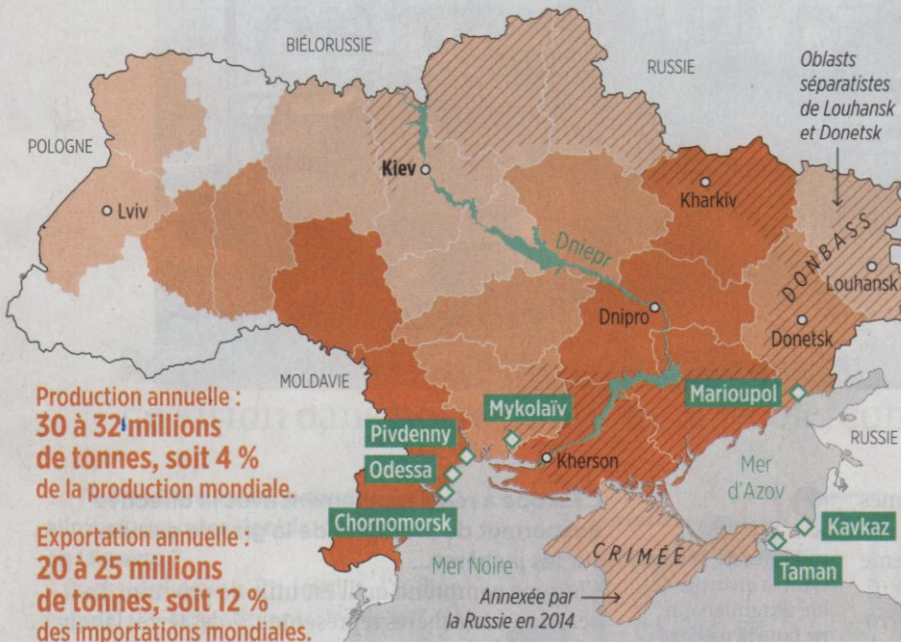 BIÉLORUSSIE
RUSSIE
Oblasts
séparatistes
de Louhansk
et Donetsk
POLOGNE
Kiev
Lviv
Kharkiv
Dniepr
DONBASS
Louhansk
Dnipro
Donetsk
MOLDAVIE
Marioupol
Production annuelle :
30 à 32 millions
de tonnes, soit 4 %
de la production mondiale.
Exportation annuelle :
20 à 25 millions
de tonnes, soit 12 %
des importations mondiales.
Mykolaïv
Pivdenny
Odessa
Chornomorsk
Kherson
RUSSIE
Mer
d'Azov
Kavkaz
Taman
CRIMÉE
Mer Noire
Annexée par
la Russie en 2014